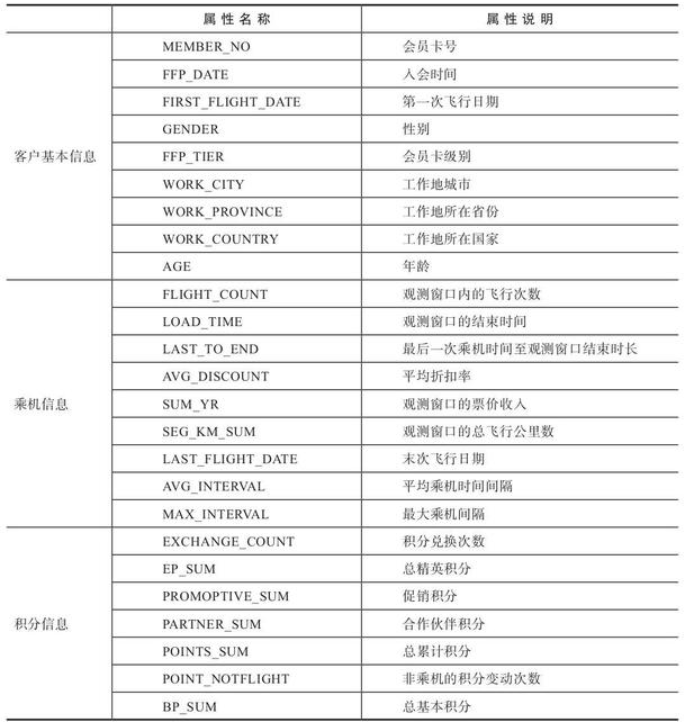 属性名称 属性说明
客户基本信息
MEMBER_NO 会员卡号
FFP_DATE 入会时间
FIRST_FLIGHT_DATE 第一次飞行日期
GENDER 性别
FFP_TIER 会员卡级别
WORK_CITY 工作地城市
WORK_PROVINCE 工作地所在省份
WORK_COUNTRY 工作地所在国家
AGE 年龄
乘机信息
FLIGHT_COUNT 观测窗口内的飞行次数
LOAD_TIME 观测窗口的结束时间
LAST_TO_END 最后一次乘机时间至观测窗口结束时长
AVG_DISCOUNT 平均折扣率
SUM_YR 观测窗口的票价收入
SEG_KM_SUM 观测窗口的总飞行公里数
LAST_FLIGHT_DATE 末次飞行日期
AVG_INTERVAL 平均乘机时间间隔
MAX_INTERVAL 最大乘机间隔
积分信息
EXCHANGE_COUNT 积分兑换次数
EP_SUM 总精英积分
PROMOPTIVE_SUM 促销积分
PARTNER_SUM 合作伙伴积分
POINTS_SUM 总累计积分
POINT_NOTFLIGHT 非乘机的积分变动次数
BP_SUM 总基本积分